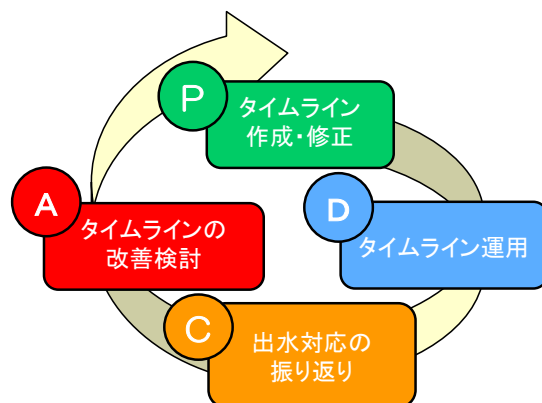 P
タイムライン
作成・修正
D
タイムライン運用
C
出水対応の
振り返り
A
タイムラインの
改善検討